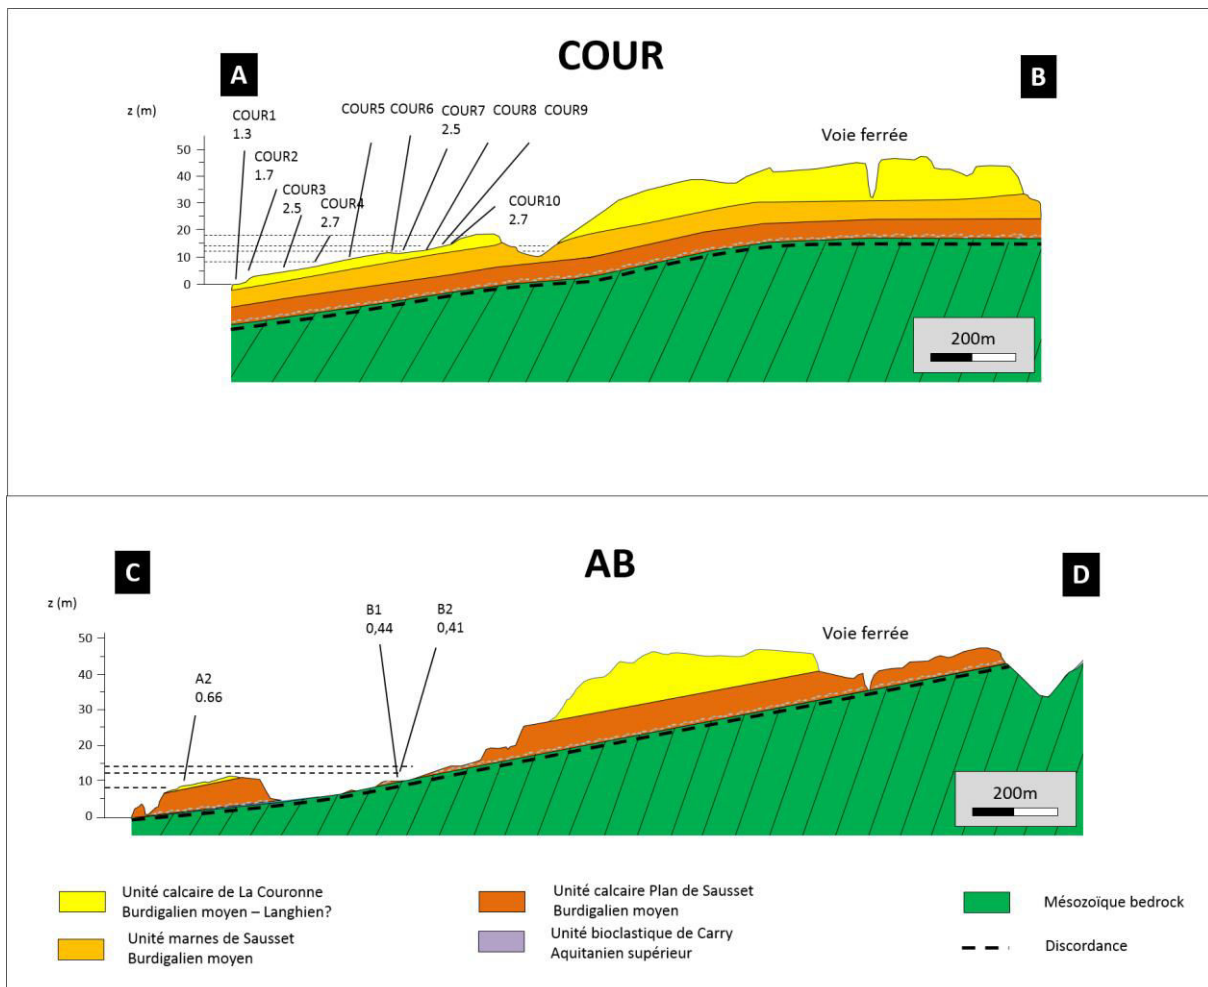 COUR
A
B
z (m)
COUR1
1.3
COUR2
1.7
COUR3
2.5
COUR4
2.7
COUR5 COUR6
COUR7
2.5
COUR8 COUR9
COUR10
2.7
Voie ferrée
50
40
30
20
10
0
200m
AB
C
D
z (m)
A2
0.66
B1
0,44
B2
0,41
Voie ferrée
50
40
30
20
10
0
200m
Unité calcaire de La Couronne
Burdigalien moyen – Langhien?
Unité marnes de Sausset
Burdigalien moyen
Unité calcaire Plan de Sausset
Burdigalien moyen
Unité bioclastique de Carry
Aquitanien supérieur
Mésozoïque bedrock
Discordance